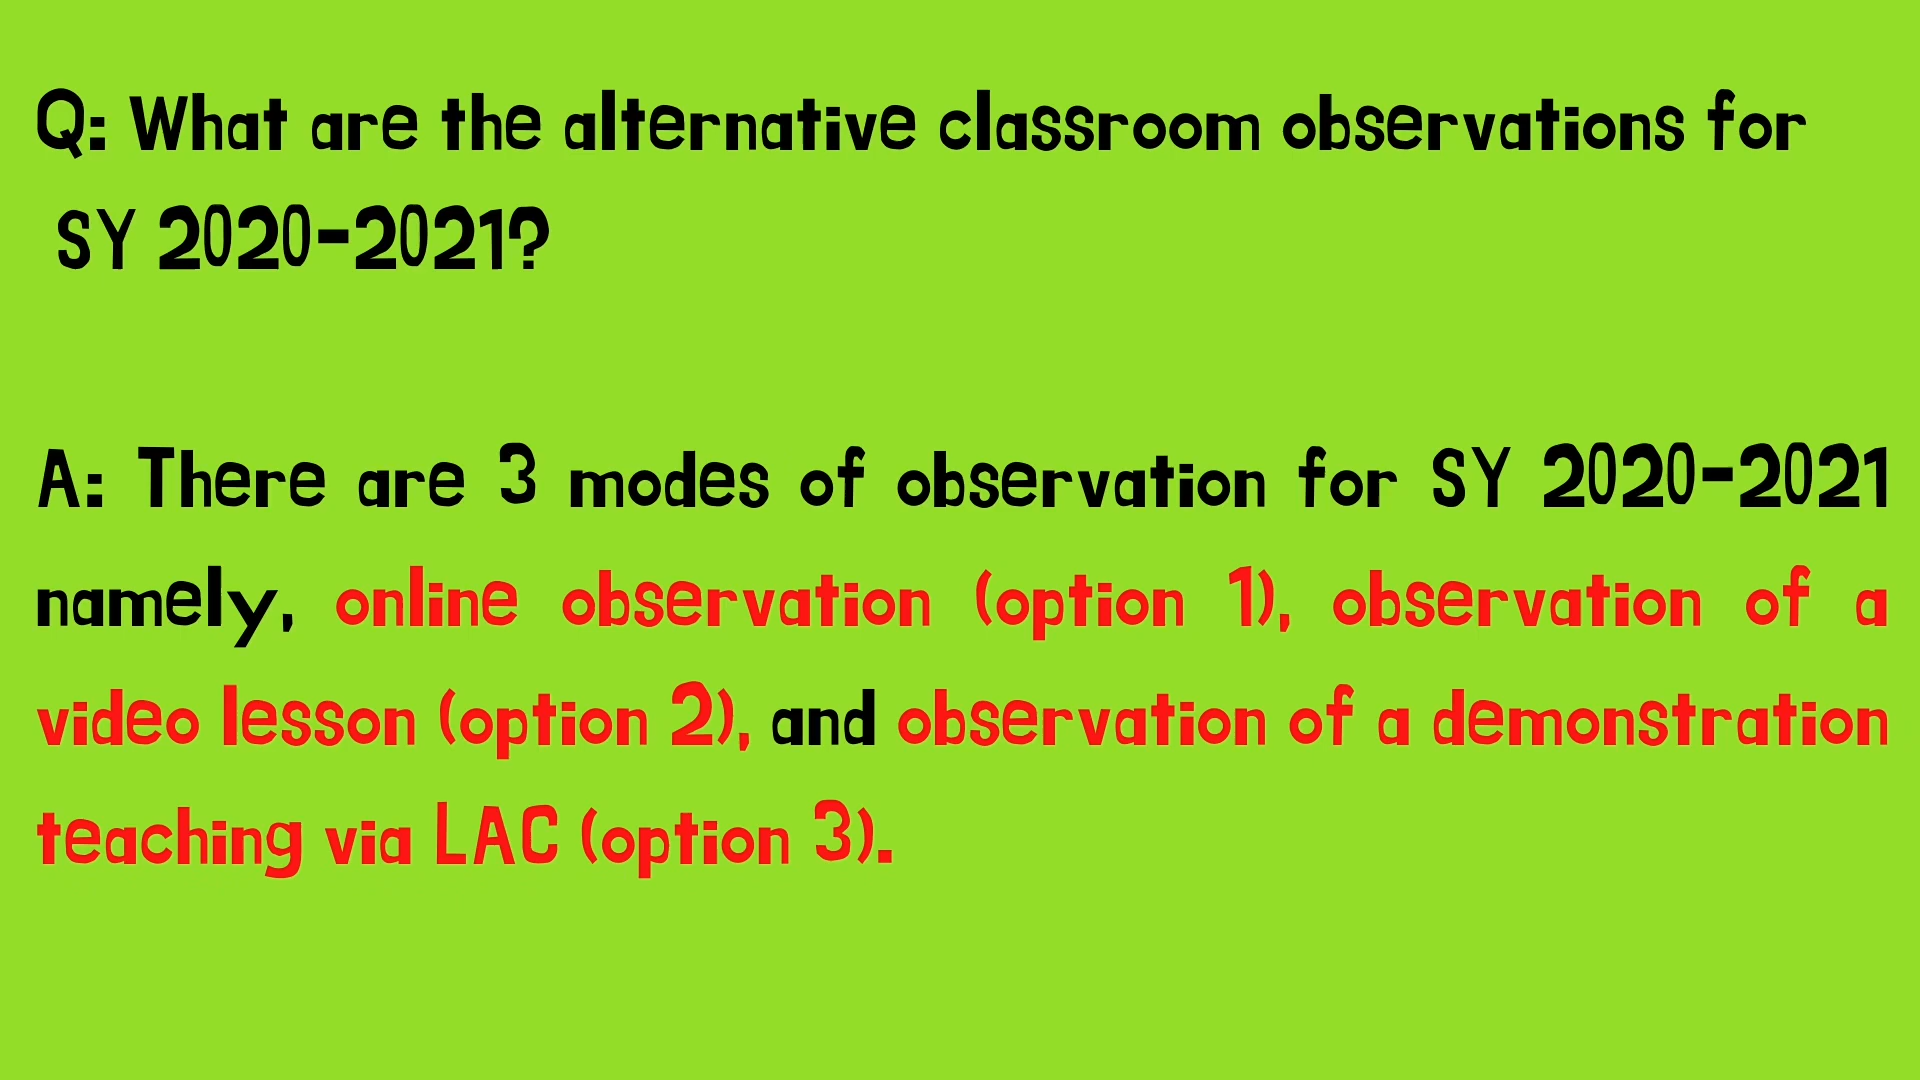 Q: What are the alternative classroom observations for
SY 2020-2021?
A: There are 3 modes of observation for SY 2020-2021
namely, online observation (option 1), observation of a
video lesson (option 2), and observation of a demonstration
teaching via LAC (option 3).